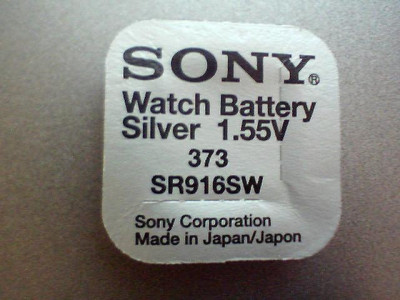 SONY®
Watch Battery
Silver 1.55V
373
SR916SW
Sony Corporation
Made in Japan/Japon